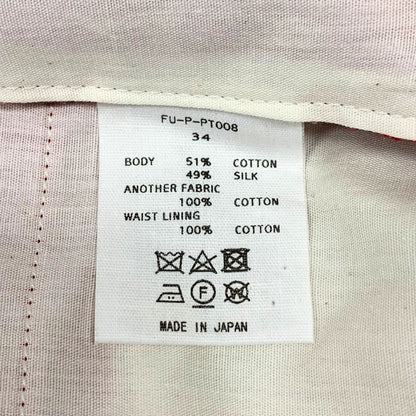 FU-P-PT008
34
BODY 51% COTTON
49% SILK
ANOTHER FABRIC
100% COTTON
WAIST LINING
100% COTTON
F W
MADE IN JAPAN